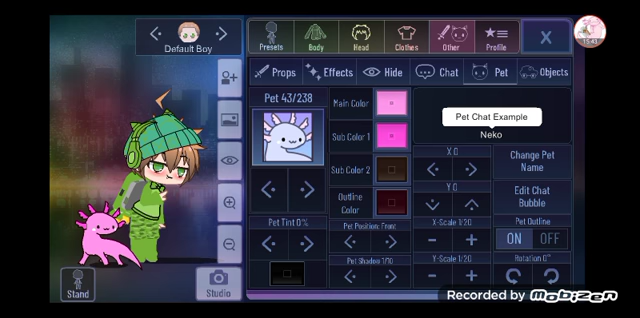 Default Boy
Presets
Body
Head
Clothes
Other
Profile
X
15:43
Props
Effects
Hide
Chat
Pet
Objects
Pet 43/238
Main Color
Sub Color 1
Sub Color 2
Outline Color
Pet Chat Example
Neko
X 0
Y 0
Change Pet Name
Edit Chat Bubble
Pet Tint 0%
Pet Position: Front
X-Scale 1/20
Pet Outline
ON OFF
Pet Shadow 1/10
Y-Scale 1/20
Rotation 0°
Stand
Studio
Recorded by Mobizen